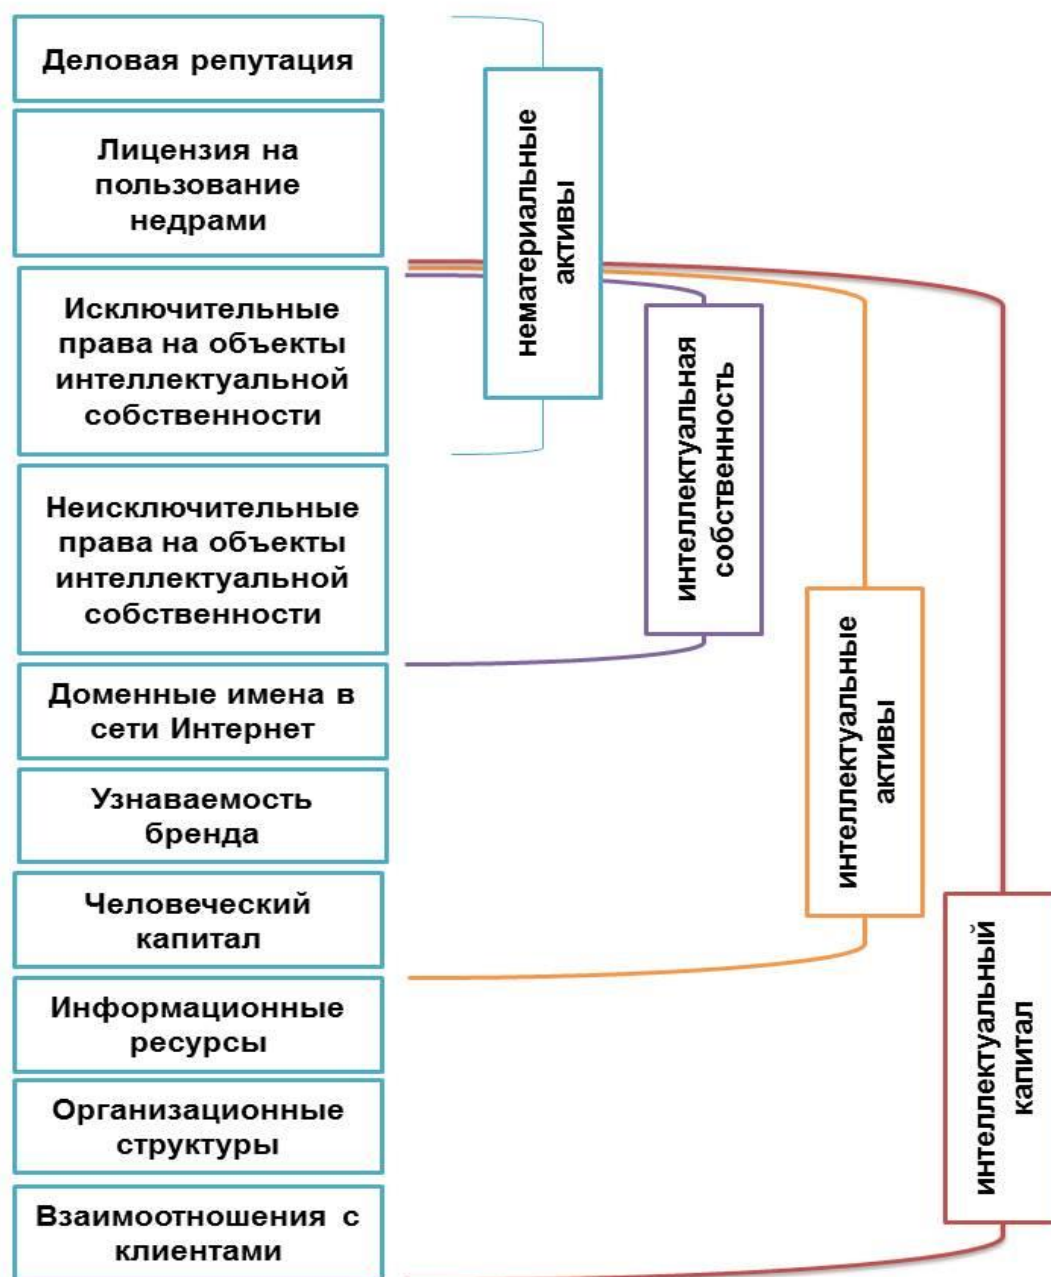 Деловая репутация
Лицензия на
пользование
недрами
Исключительные
права на объекты
интеллектуальной
собственности
Неисключительные
права на объекты
интеллектуальной
собственности
Доменные имена в
сети Интернет
Узнаваемость
бренда
Человеческий
капитал
Информационные
ресурсы
Организационные
структуры
Взаимоотношения с
клиентами
нематериальные
активы
интеллектуальная
собственность
интеллектуальные
активы
интеллектуальный
капитал